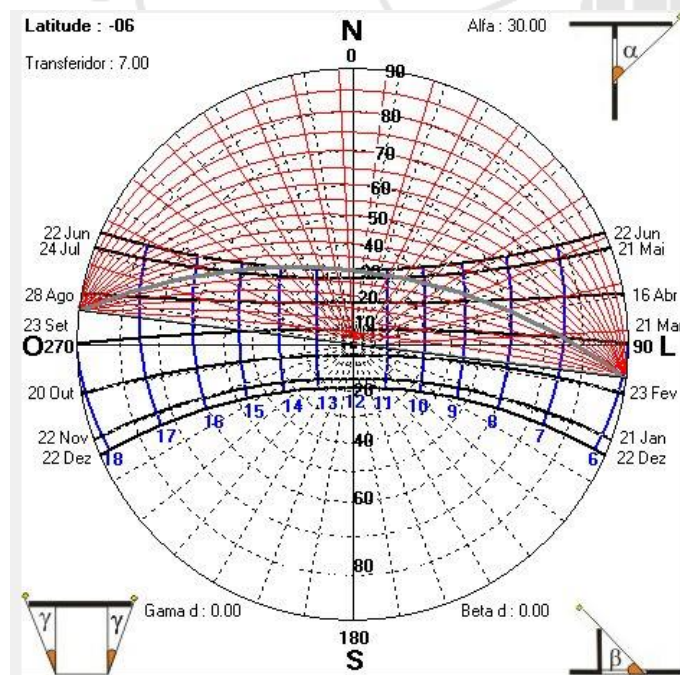 Latitude : -06
N
Alfa : 30.00
Transferidor : 7.00
0
α
90
80
70
60
50
40
22 Jun
22 Jun
24 Jul
21 Mai
30
28 Ago
20
16 Abr
23 Set
10
21 Mar
O 270
90 L
20 Out
20
23 Fev
18 17 16 15 14 13 12 11 10 9 8 7 6
22 Nov
40
21 Jan
22 Dez
22 Dez
60
80
γ γ
Gama d : 0.00
Beta d : 0.00
β
180
S